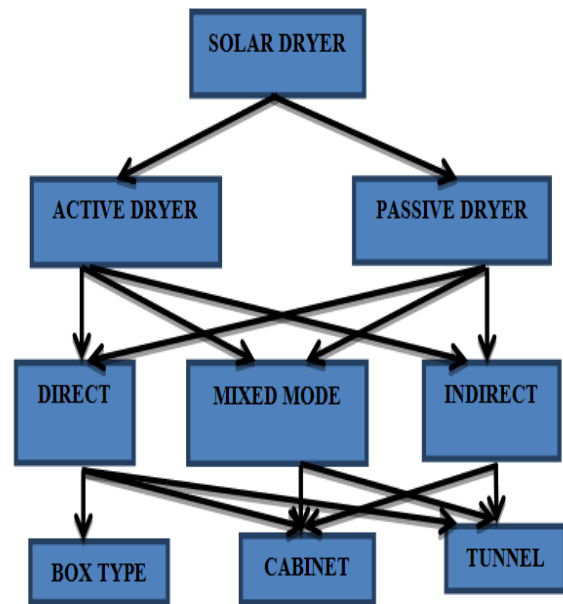 SOLAR DRYER
ACTIVE DRYER
PASSIVE DRYER
DIRECT
MIXED MODE
INDIRECT
BOX TYPE
CABINET
TUNNEL